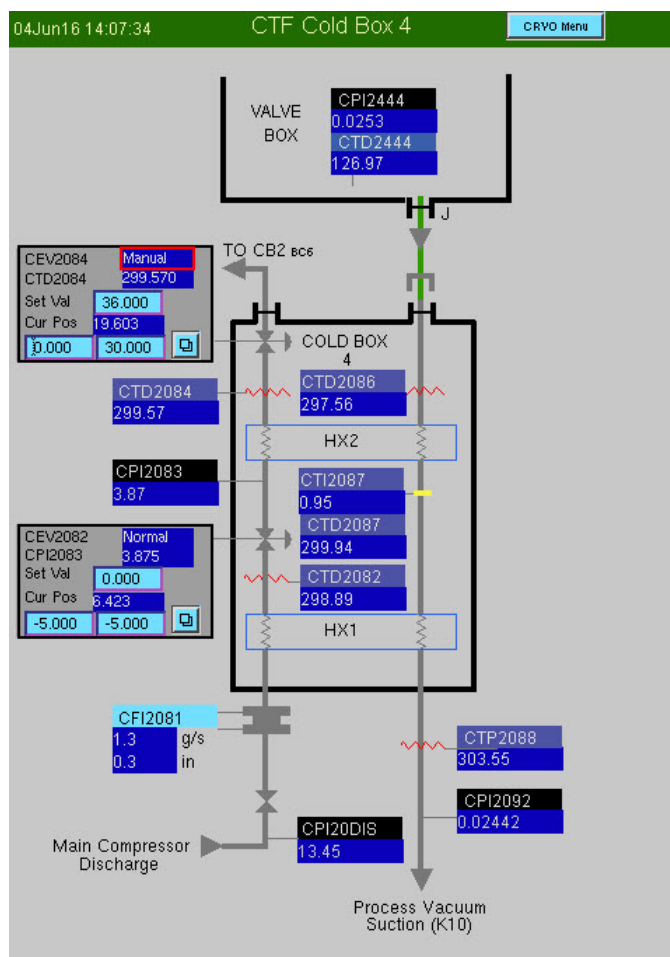 04Jun16 14:07:34 CTF Cold Box 4 CRYO Menu
VALVE
BOX
CPI2444
0.0253
CTD2444
126.97
J
TO CB2 BC6
CEV2084 Manual
CTD2084 299.570
Set Val 36.000
Cur Pos 19.603
0.000 30.000
COLD BOX
4
CTD2084
299.57
CTD2086
297.56
HX2
CPI2083
3.87
CTI2087
0.95
CTD2087
299.94
CEV2082 Normal
CPI2083 3.875
Set Val 0.000
Cur Pos 6.423
-5.000 -5.000
CTD2082
298.89
HX1
CFI2081
1.3 g/s
0.3 in
CTP2088
303.55
CPI2092
0.02442
CPI20DIS
13.45
Main Compressor
Discharge
Process Vacuum
Suction (K10)